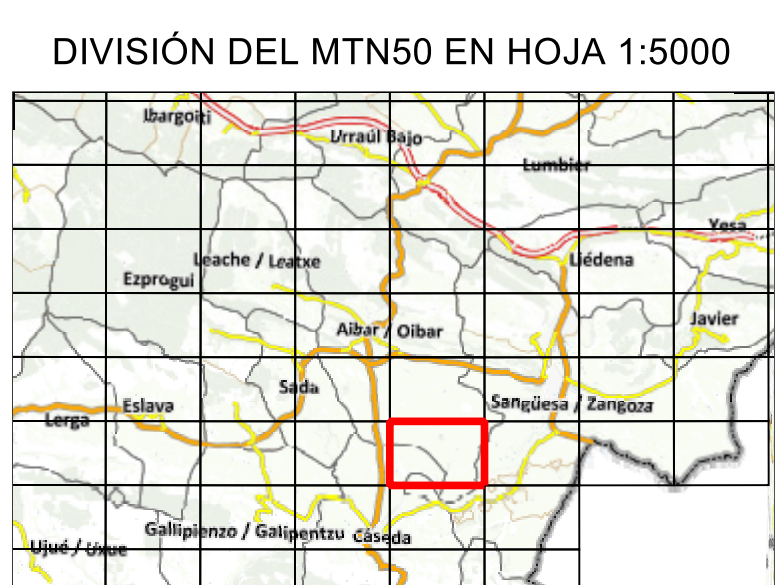 DIVISIÓN DEL MTN50 EN HOJA 1:5000
Ibargoiti
Urraúl Bajo
Lumbier
Yesa
Leache / Leatxe
Liédena
Ezprogui
Javier
Aibar / Oibar
Sada
Eslava
Sangüesa / Zangoza
Lerga
Gallipienzo / Galipentzu
Cáseda
Ujué / Uxue